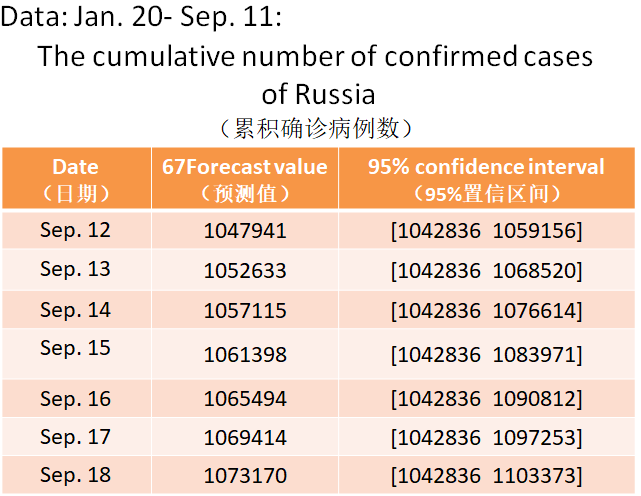 Data: Jan. 20- Sep. 11:
The cumulative number of confirmed cases
of Russia
（累积确诊病例数）
Date 67Forecast value 95% confidence interval
（日期） （预测值） （95%置信区间）
Sep. 12 1047941 [1042836 1059156]
Sep. 13 1052633 [1042836 1068520]
Sep. 14 1057115 [1042836 1076614]
Sep. 15 1061398 [1042836 1083971]
Sep. 16 1065494 [1042836 1090812]
Sep. 17 1069414 [1042836 1097253]
Sep. 18 1073170 [1042836 1103373]